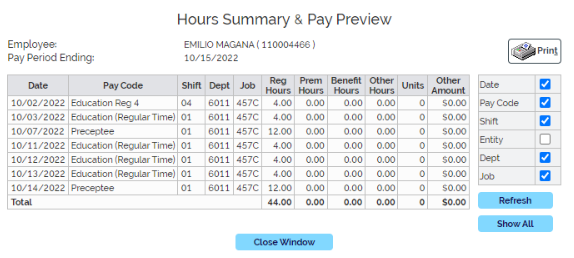 Hours Summary & Pay Preview
Employee: EMILIO MAGANA ( 110004466 )
Pay Period Ending: 10/15/2022
Print
Date Pay Code Shift Dept Job Reg Hours Prem Hours Benefit Hours Other Hours Units Other Amount
10/02/2022 Education Reg 4 04 6011 457C 4.00 0.00 0.00 0.00 0 $0.00
10/03/2022 Education (Regular Time) 01 6011 457C 4.00 0.00 0.00 0.00 0 $0.00
10/07/2022 Preceptee 01 6011 457C 12.00 0.00 0.00 0.00 0 $0.00
10/11/2022 Education (Regular Time) 01 6011 457C 4.00 0.00 0.00 0.00 0 $0.00
10/12/2022 Education (Regular Time) 01 6011 457C 4.00 0.00 0.00 0.00 0 $0.00
10/13/2022 Education (Regular Time) 01 6011 457C 4.00 0.00 0.00 0.00 0 $0.00
10/14/2022 Preceptee 01 6011 457C 12.00 0.00 0.00 0.00 0 $0.00
Total 44.00 0.00 0.00 0.00 0 $0.00
Date
Pay Code
Shift
Entity
Dept
Job
Refresh
Show All
Close Window